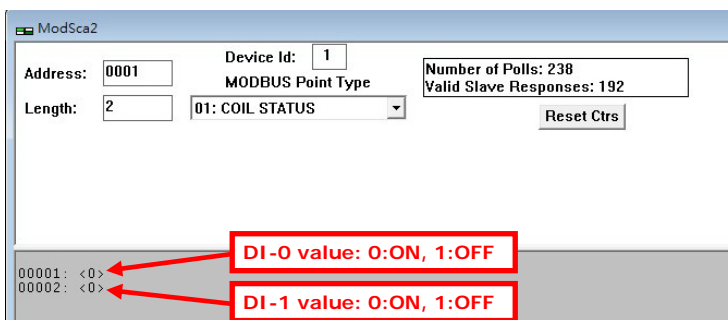 ModSca2
Device Id: 1
Address: 0001
MODBUS Point Type
Number of Polls: 238
Valid Slave Responses: 192
Length: 2
01: COIL STATUS
Reset Ctrs
DI-0 value: 0:ON, 1:OFF
00001: <0>
00002: <0>
DI-1 value: 0:ON, 1:OFF